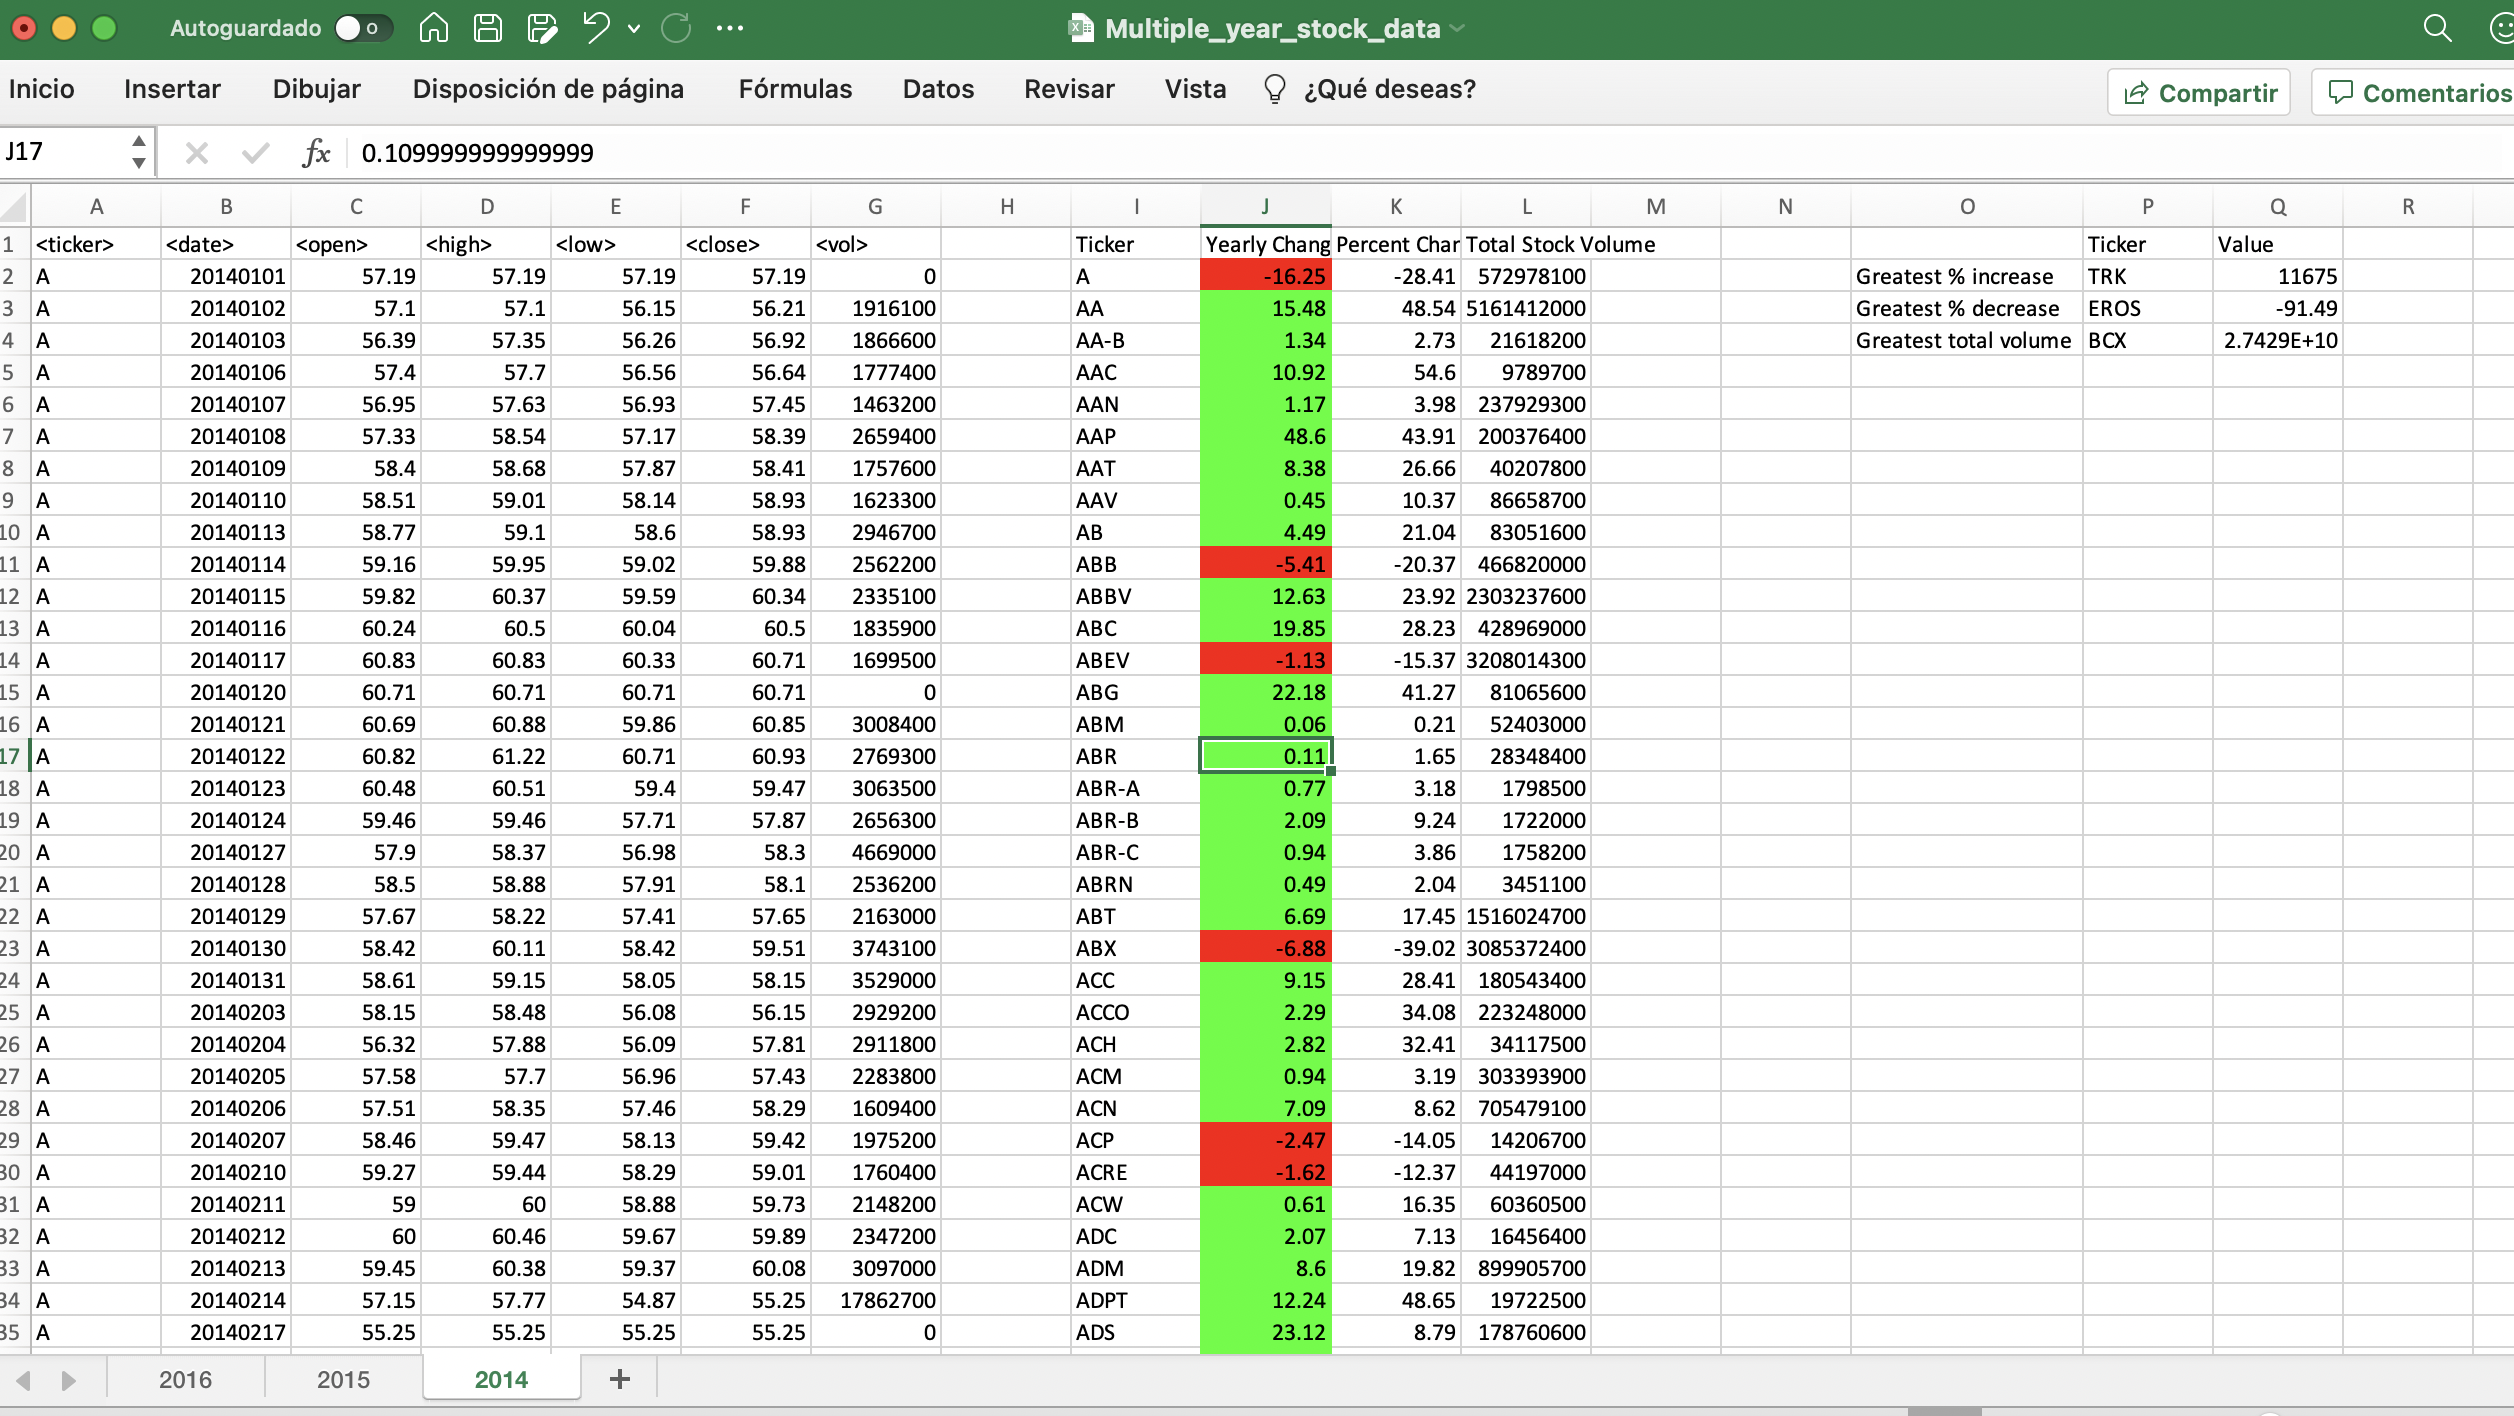 Autoguardado O Multiple_year_stock_data
Inicio Insertar Dibujar Disposición de página Fórmulas Datos Revisar Vista ¿Qué deseas? Compartir Comentarios
J17 fx 0.109999999999999
A B C D E F G H I J K L M N O P Q R
1 <ticker> <date> <open> <high> <low> <close> <vol> Ticker Yearly Chang Percent Char Total Stock Volume Ticker Value
2 A 20140101 57.19 57.19 57.19 57.19 0 A -16.25 -28.41 572978100 Greatest % increase TRK 11675
3 A 20140102 57.1 57.1 56.15 56.21 1916100 AA 15.48 48.54 5161412000 Greatest % decrease EROS -91.49
4 A 20140103 56.39 57.35 56.26 56.92 1866600 AA-B 1.34 2.73 21618200 Greatest total volume BCX 2.7429E+10
5 A 20140106 57.4 57.7 56.56 56.64 1777400 AAC 10.92 54.6 9789700
6 A 20140107 56.95 57.63 56.93 57.45 1463200 AAN 1.17 3.98 237929300
7 A 20140108 57.33 58.54 57.17 58.39 2659400 AAP 48.6 43.91 200376400
8 A 20140109 58.4 58.68 57.87 58.41 1757600 AAT 8.38 26.66 40207800
9 A 20140110 58.51 59.01 58.14 58.93 1623300 AAV 0.45 10.37 86658700
10 A 20140113 58.77 59.1 58.6 58.93 2946700 AB 4.49 21.04 83051600
11 A 20140114 59.16 59.95 59.02 59.88 2562200 ABB -5.41 -20.37 466820000
12 A 20140115 59.82 60.37 59.59 60.34 2335100 ABBV 12.63 23.92 2303237600
13 A 20140116 60.24 60.5 60.04 60.5 1835900 ABC 19.85 28.23 428969000
14 A 20140117 60.83 60.83 60.33 60.71 1699500 ABEV -1.13 -15.37 3208014300
15 A 20140120 60.71 60.71 60.71 60.71 0 ABG 22.18 41.27 81065600
16 A 20140121 60.69 60.88 59.86 60.85 3008400 ABM 0.06 0.21 52403000
17 A 20140122 60.82 61.22 60.71 60.93 2769300 ABR 0.11 1.65 28348400
18 A 20140123 60.48 60.51 59.4 59.47 3063500 ABR-A 0.77 3.18 1798500
19 A 20140124 59.46 59.46 57.71 57.87 2656300 ABR-B 2.09 9.24 1722000
20 A 20140127 57.9 58.37 56.98 58.3 4669000 ABR-C 0.94 3.86 1758200
21 A 20140128 58.5 58.88 57.91 58.1 2536200 ABRN 0.49 2.04 3451100
22 A 20140129 57.67 58.22 57.41 57.65 2163000 ABT 6.69 17.45 1516024700
23 A 20140130 58.42 60.11 58.42 59.51 3743100 ABX -6.88 -39.02 3085372400
24 A 20140131 58.61 59.15 58.05 58.15 3529000 ACC 9.15 28.41 180543400
25 A 20140203 58.15 58.48 56.08 56.15 2929200 ACCO 2.29 34.08 223248000
26 A 20140204 56.32 57.88 56.09 57.81 2911800 ACH 2.82 32.41 34117500
27 A 20140205 57.58 57.7 56.96 57.43 2283800 ACM 0.94 3.19 303393900
28 A 20140206 57.51 58.35 57.46 58.29 1609400 ACN 7.09 8.62 705479100
29 A 20140207 58.46 59.47 58.13 59.42 1975200 ACP -2.47 -14.05 14206700
30 A 20140210 59.27 59.44 58.29 59.01 1760400 ACRE -1.62 -12.37 44197000
31 A 20140211 59 60 58.88 59.73 2148200 ACW 0.61 16.35 60360500
32 A 20140212 60 60.46 59.67 59.89 2347200 ADC 2.07 7.13 16456400
33 A 20140213 59.45 60.38 59.37 60.08 3097000 ADM 8.6 19.82 899905700
34 A 20140214 57.15 57.77 54.87 55.25 17862700 ADPT 12.24 48.65 19722500
35 A 20140217 55.25 55.25 55.25 55.25 0 ADS 23.12 8.79 178760600
2016 2015 2014 +